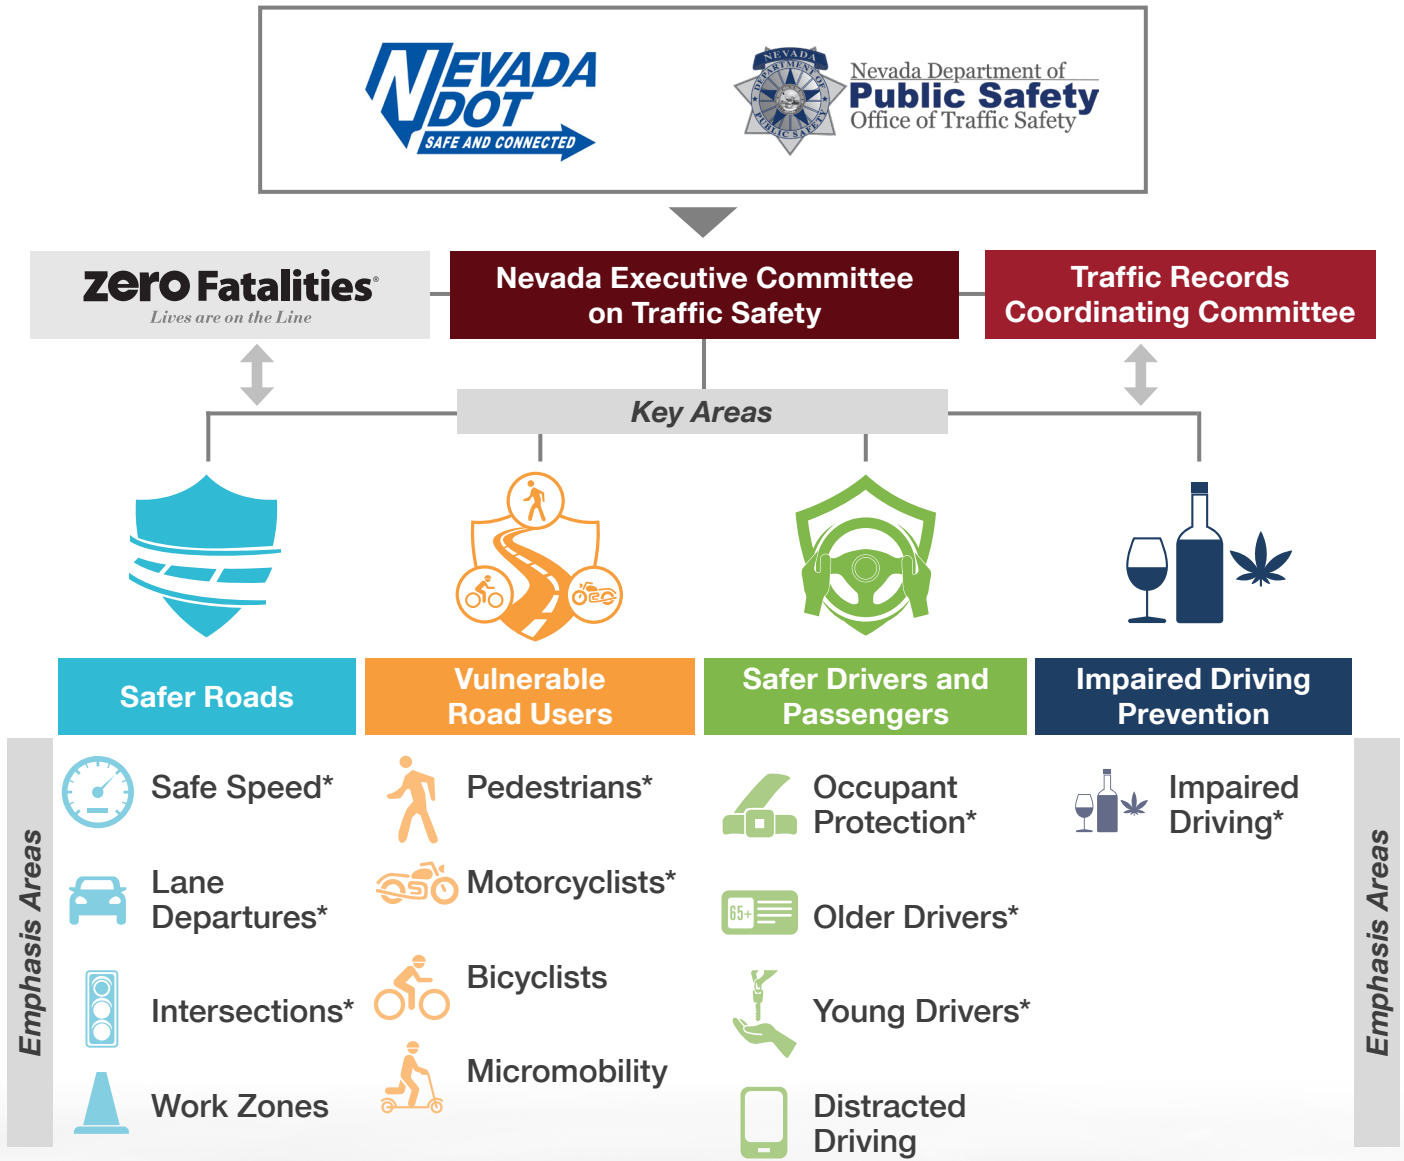 NEVADA
DOT
SAFE AND CONNECTED
NEVADA
DEPARTMENT OF
PUBLIC SAFETY
Nevada Department of
Public Safety
Office of Traffic Safety
zero Fatalities®
Lives are on the Line
Nevada Executive Committee
on Traffic Safety
Traffic Records
Coordinating Committee
Key Areas
Safer Roads
Vulnerable
Road Users
Safer Drivers and
Passengers
Impaired Driving
Prevention
Emphasis Areas
Safe Speed*
Lane
Departures*
Intersections*
Work Zones
Pedestrians*
Motorcyclists*
Bicyclists
Micromobility
Occupant
Protection*
65+
Older Drivers*
Young Drivers*
Distracted
Driving
Impaired
Driving*
Emphasis Areas